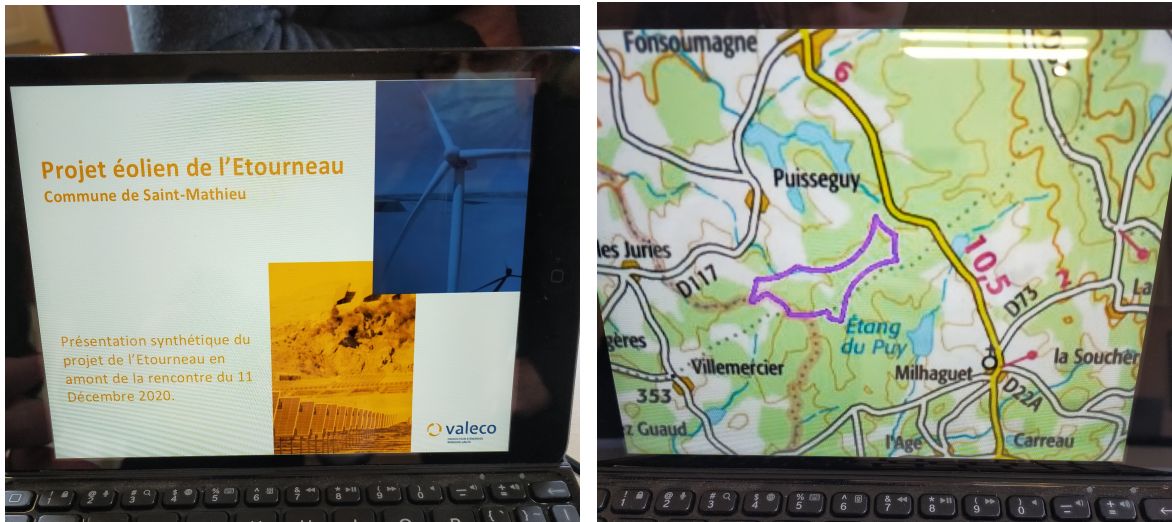 Projet éolien de l'Etourneau
Commune de Saint-Mathieu
Présentation synthétique du
projet de l'Etourneau en
amont de la rencontre du 11
Décembre 2020.
valeco
Fonsoumagne
6
Puisseguy
les Juries
D117
10,5
2
D73
La
Étang
du Puy
gères
Villemercier
Milhaguet
la Soucher
353
D22A
z Guaud
l'Age
Carreau